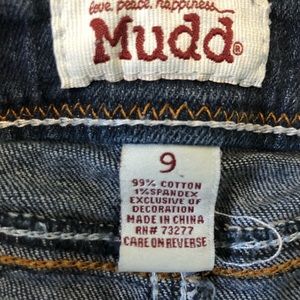 love, peace, happiness...
Mudd®
9
99% COTTON
1% SPANDEX
EXCLUSIVE OF
DECORATION
MADE IN CHINA
RN# 73277
CARE ON REVERSE